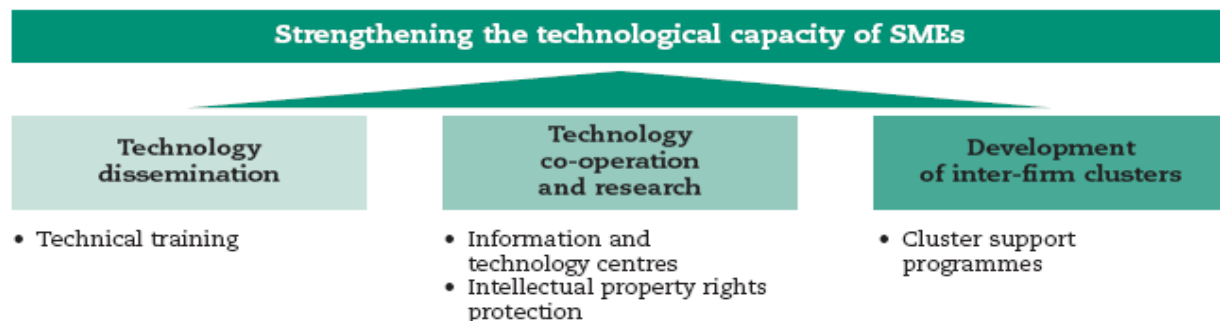 Strengthening the technological capacity of SMEs
Technology
dissemination
• Technical training
Technology
co-operation
and research
• Information and
technology centres
• Intellectual property rights
protection
Development
of inter-firm clusters
• Cluster support
programmes